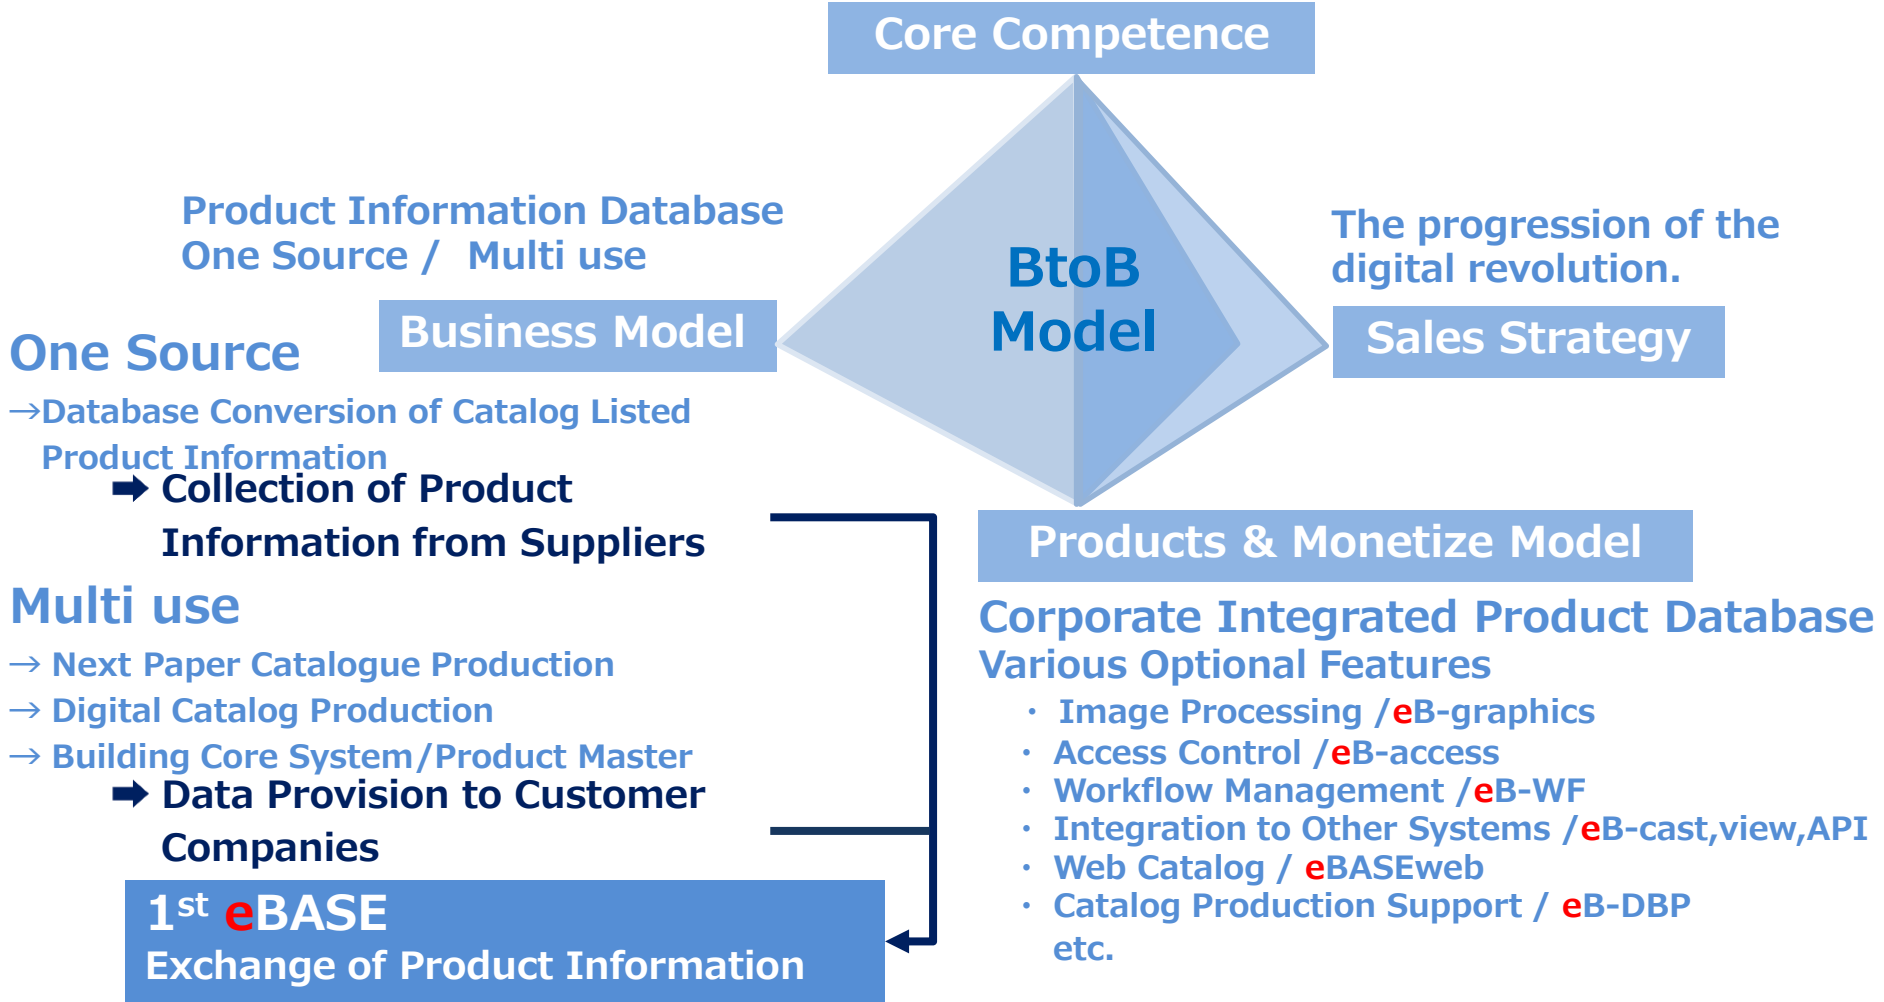 Core Competence
Product Information Database
One Source / Multi use
Business Model
The progression of the
digital revolution.
Sales Strategy
BtoB
Model
One Source
→Database Conversion of Catalog Listed
Product Information
➡ Collection of Product
Information from Suppliers
Multi use
→ Next Paper Catalogue Production
→ Digital Catalog Production
→ Building Core System/Product Master
➡ Data Provision to Customer
Companies
1st eBASE
Exchange of Product Information
Products & Monetize Model
Corporate Integrated Product Database
Various Optional Features
・ Image Processing /eB-graphics
・ Access Control /eB-access
・ Workflow Management /eB-WF
・ Integration to Other Systems /eB-cast,view,API
・ Web Catalog / eBASEweb
・ Catalog Production Support / eB-DBP
etc.